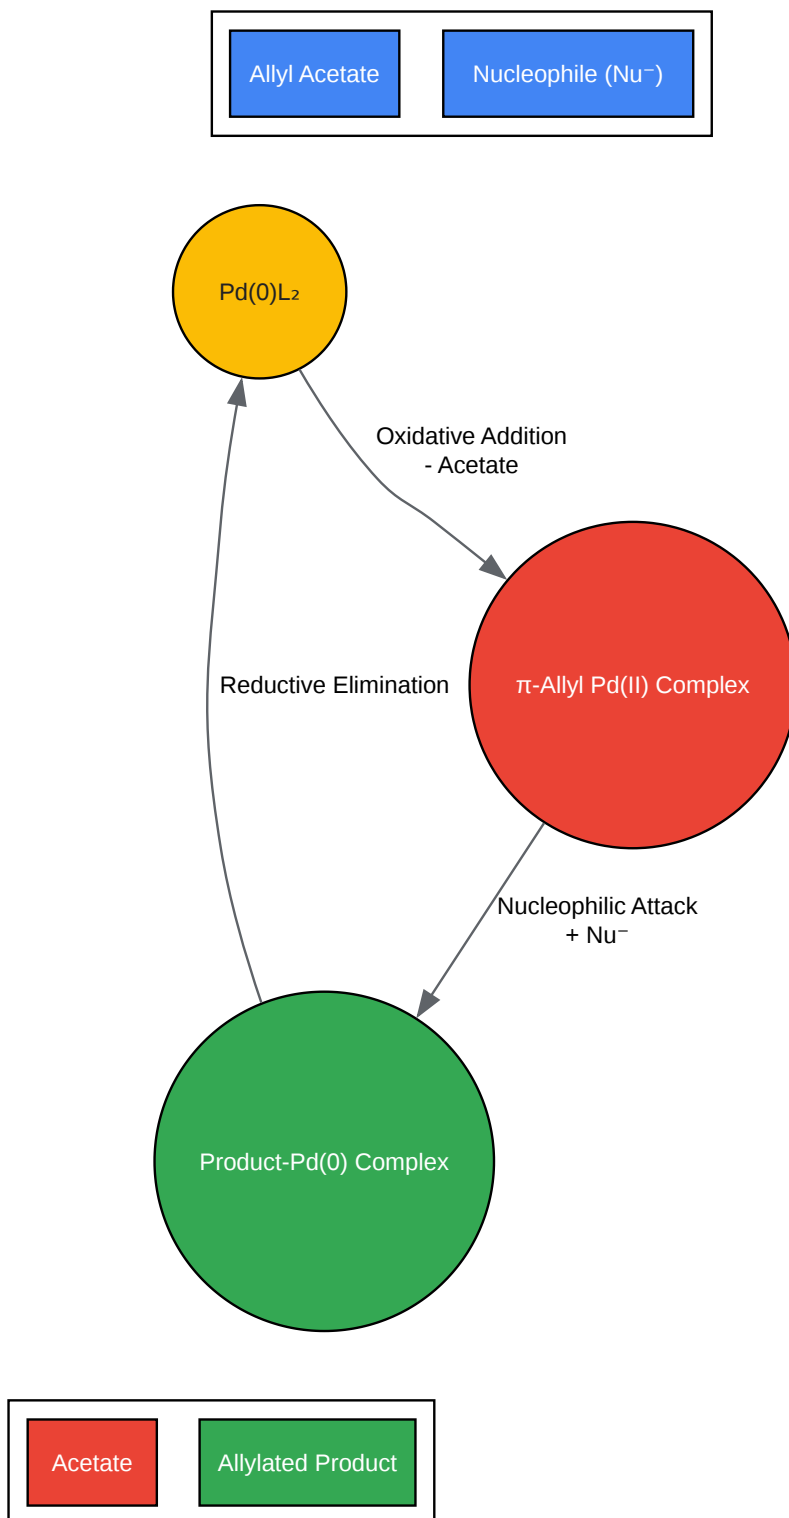 Allyl Acetate
Nucleophile (Nu⁻)
Pd(0)L₂
Oxidative Addition
- Acetate
Reductive Elimination
π-Allyl Pd(II) Complex
Nucleophilic Attack
+ Nu⁻
Product-Pd(0) Complex
Acetate
Allylated Product